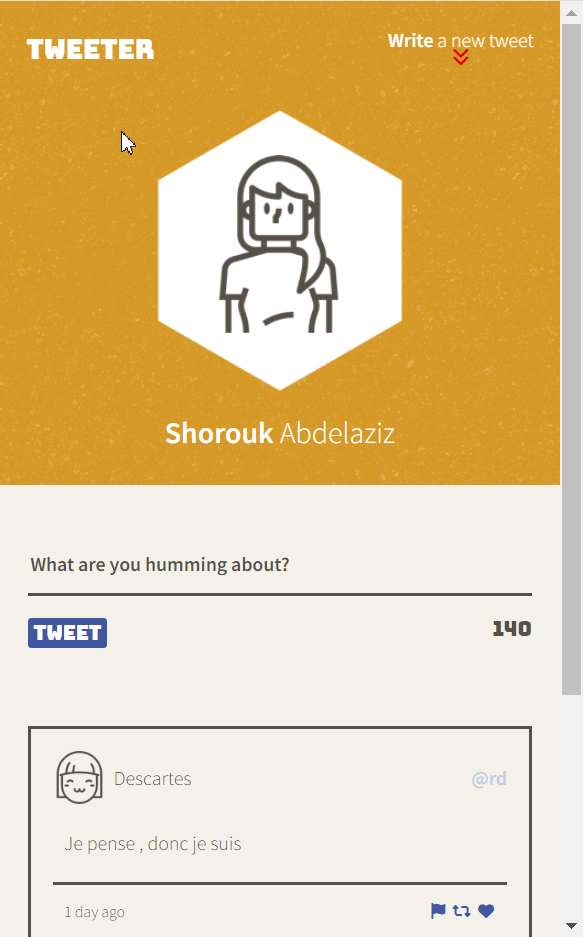 TWEETER
Write a new tweet
Shorouk Abdelaziz
What are you humming about?
TWEET
140
Descartes
@rd
Je pense , donc je suis
1 day ago